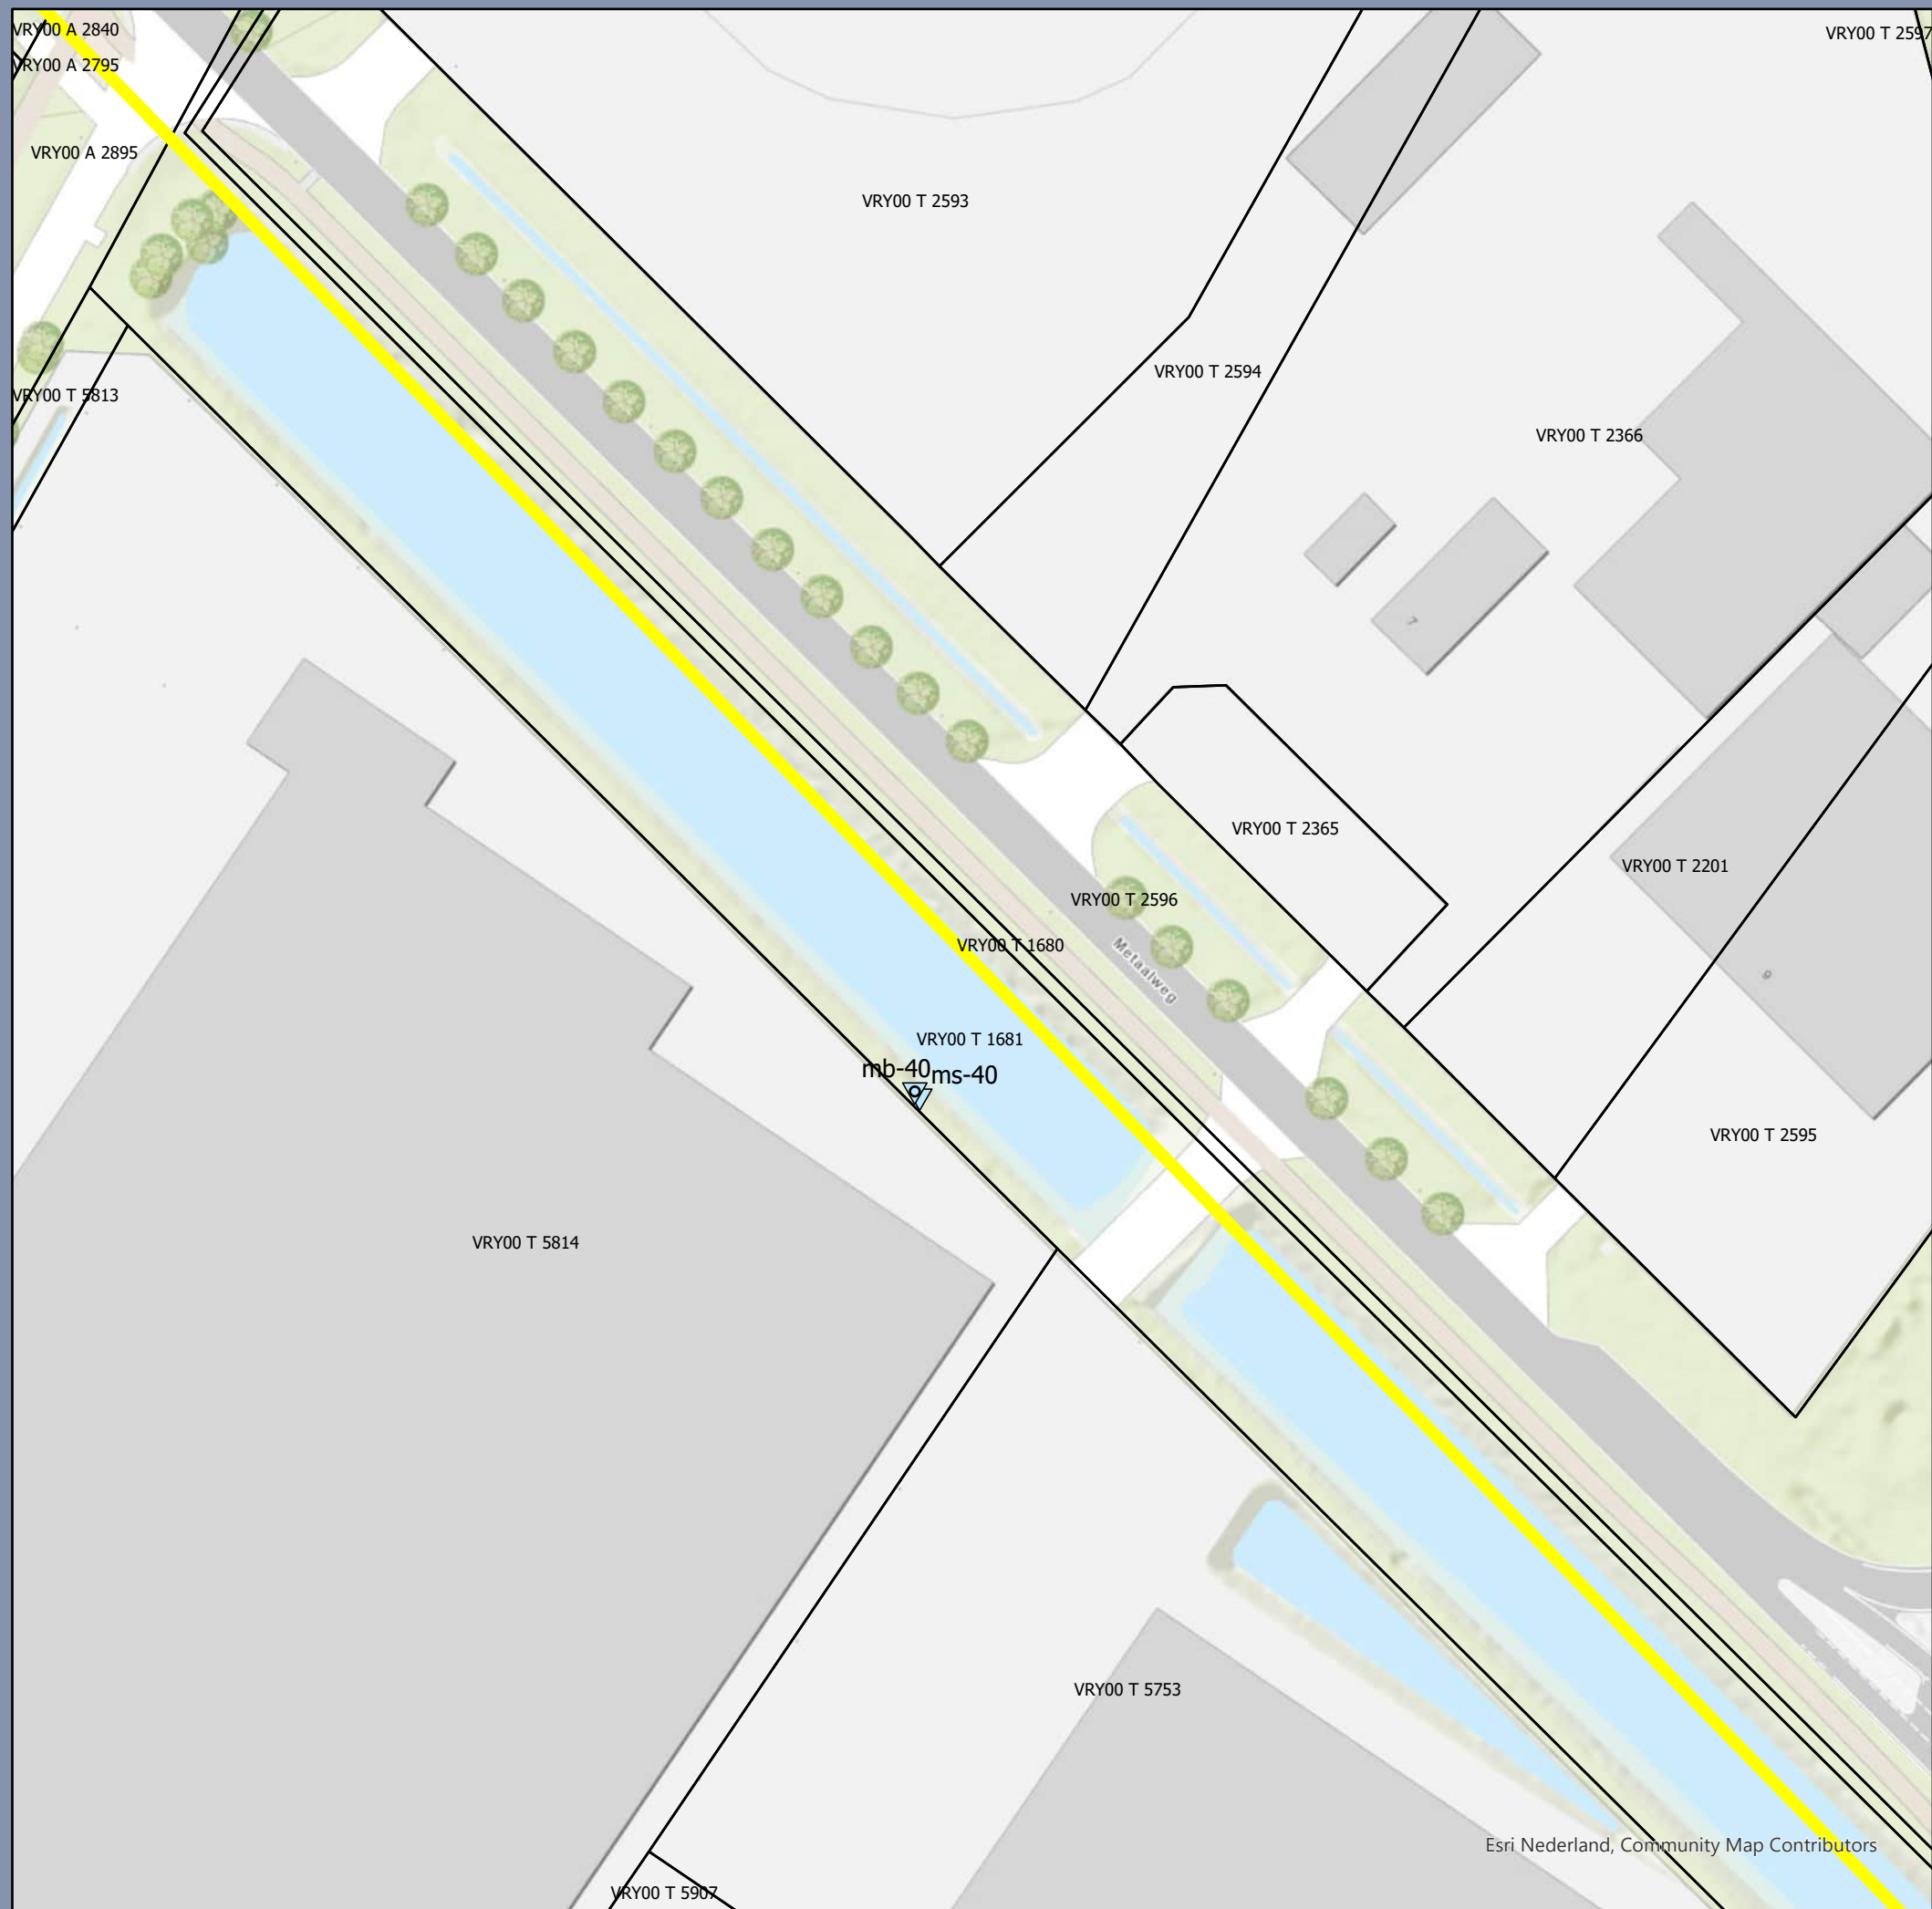 VRY00 A 2840
VRY00 T 2597
VRY00 A 2795
VRY00 A 2895
VRY00 T 2593
VRY00 T 2594
VRY00 T 5813
VRY00 T 2366
7
VRY00 T 2365
VRY00 T 2201
VRY00 T 2596
VRY00 T 1680
Metaalweg
9
VRY00 T 1681
mb-40
ms-40
VRY00 T 2595
VRY00 T 5814
VRY00 T 5753
Esri Nederland, Community Map Contributors
VRY00 T 5907